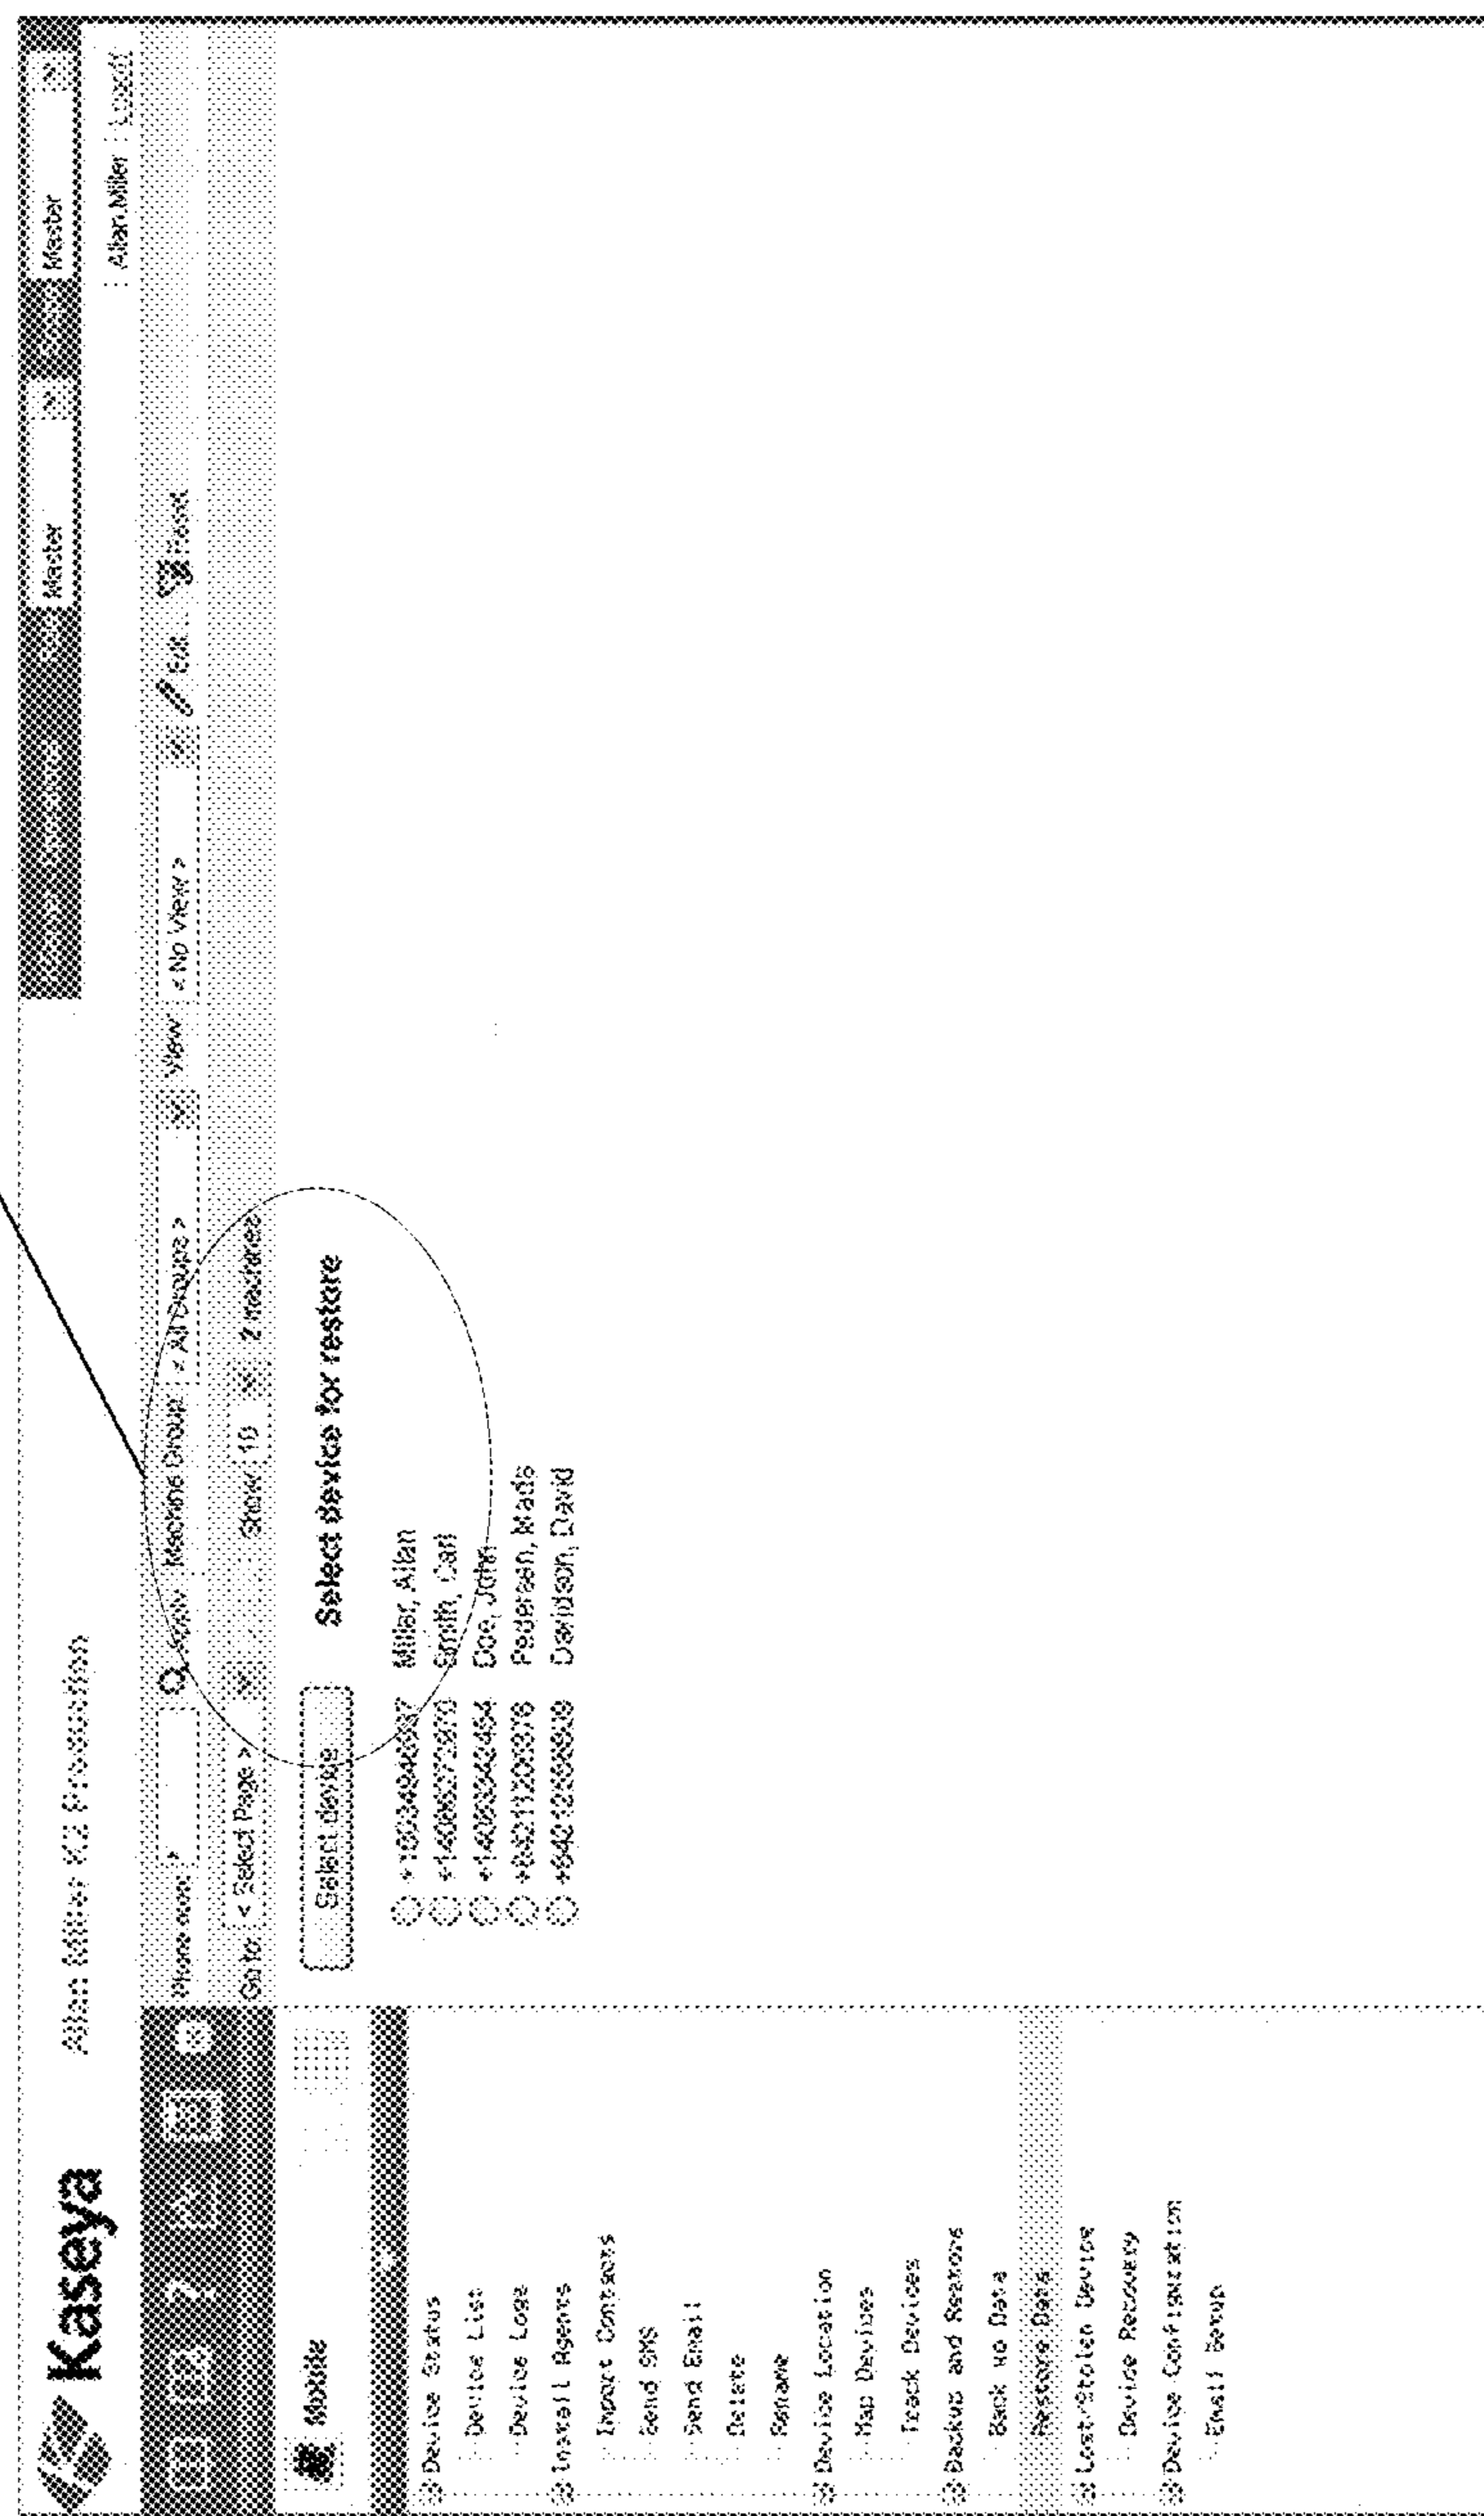 Kaseya
Allan Miller K2 Production
Master
Master
Allan.Miller
Logoff
Machine Group
< All Groups >
View
< No View >
Edit...
Reset
Go to:
< Select Page >
Show
10
2 machines
Mobile
Select device
Select device for restore
Miller, Allan
Smith, Carl
Doe, John
Pedersen, Mads
Davidson, David
Device Status
Device List
Device Logs
Install Agents
Import Contacts
Send SMS
Send Email
Delete
Rename
Device Location
Map Devices
Track Devices
Backup and Restore
Back up Data
Restore Data
Lost/Stolen Device
Device Recovery
Device Configuration
Email Setup